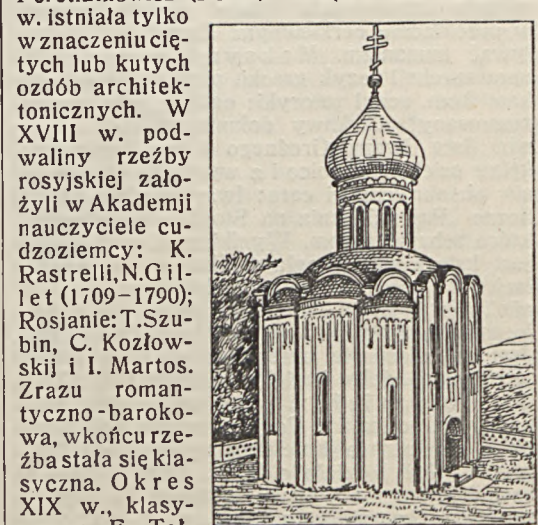 w. istniała tylko
w znaczeniu cię-
tych lub kutych
ozdób architek-
tonicznych. W
XVIII w. pod-
waliny rzeźby
rosyjskiej zało-
żyli w Akademji
nauczyciele cu-
dzoziemcy: K.
Rastrelli, N. Gil-
let (1709–1790);
Rosjanie: T. Szu-
bin, C. Kozłow-
skij i I. Martos.
Zrazu roman-
tyczno-baroko-
wa, wkońcu rze-
źba stała się kla-
syczna. Okres
XIX w., klasy-